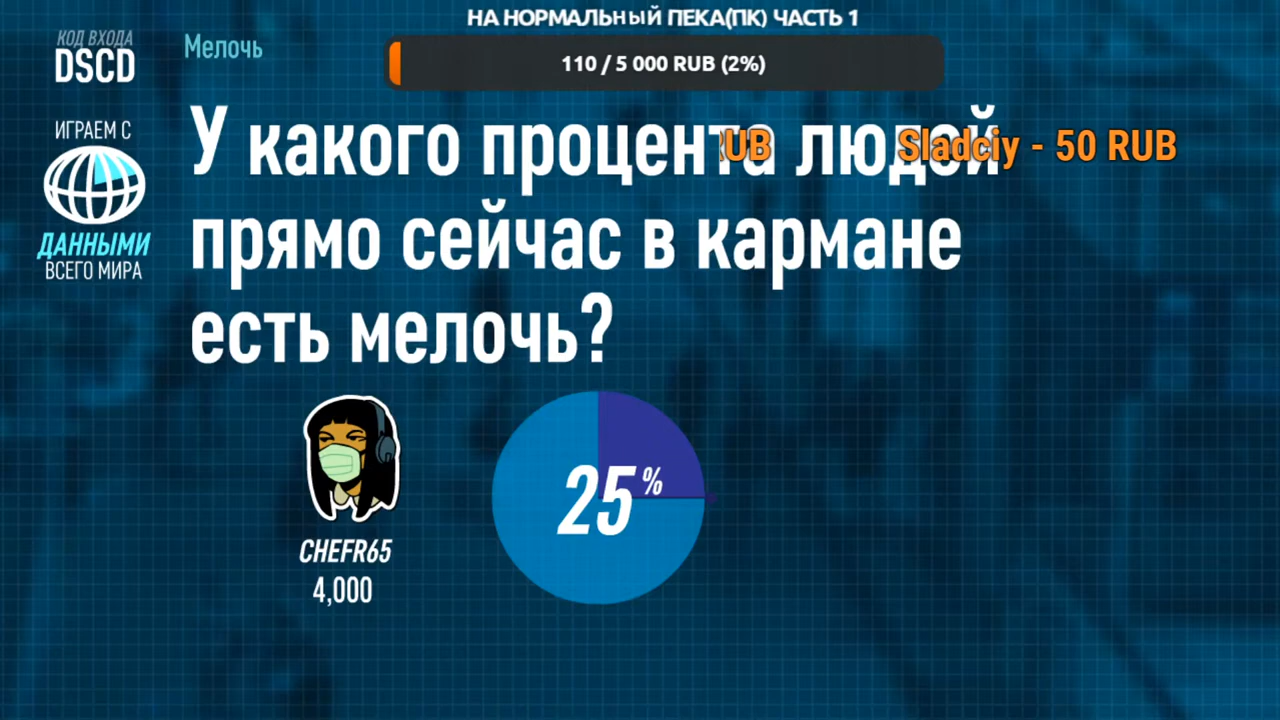 НА НОРМАЛЬНЫЙ ПЕКА(ПК) ЧАСТЬ 1
110 / 5 000 RUB (2%)
КОД ВХОДА
DSCD
Мелочь
ИГРАЕМ С
ДАННЫМИ
ВСЕГО МИРА
У какого процента людей
прямо сейчас в кармане
есть мелочь?
RUB
Sladciy - 50 RUB
25%
CHEFR65
4,000